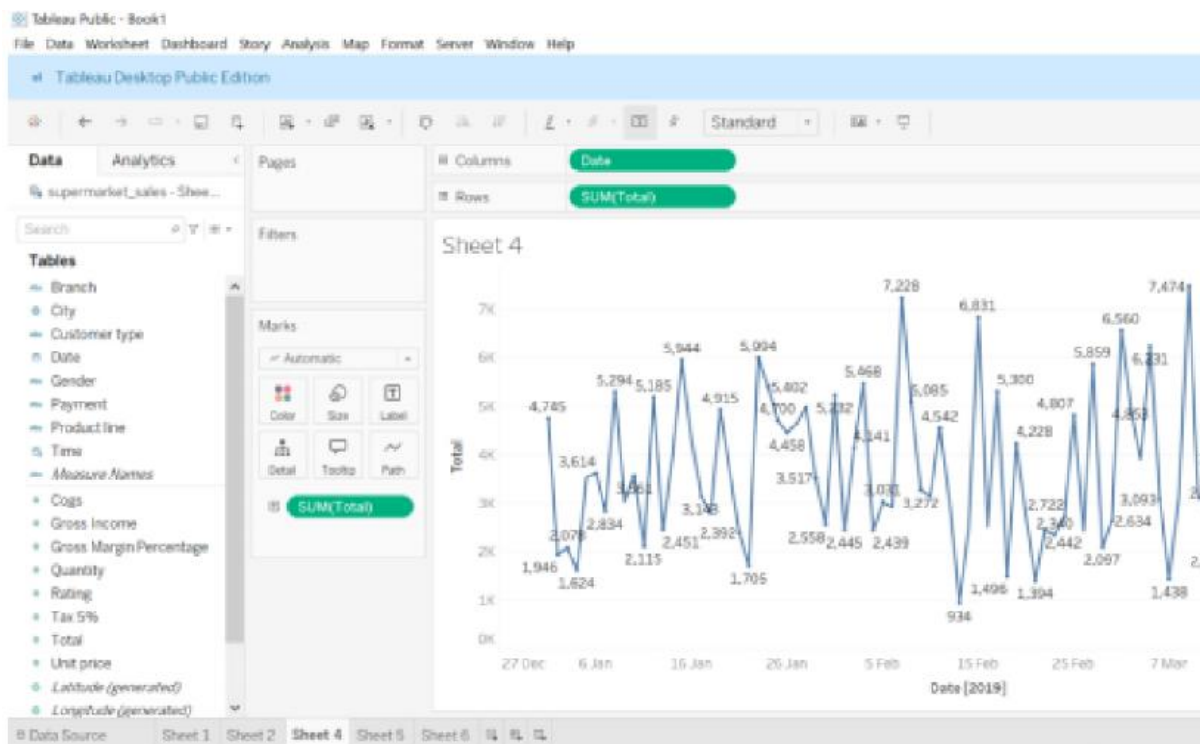 Tableau Public - Book1
File Data Worksheet Dashboard Story Analysis Map Format Server Window Help
Tableau Desktop Public Edition
Standard
Data Analytics
Pages
Columns Date
supermarket_sales - Shee...
Rows SUM(Total)
Search
Filters
Sheet 4
Tables
Branch
City
Customer type
Date
Gender
Payment
Product line
Time
Measure Names
Cogs
Gross Income
Gross Margin Percentage
Quantity
Rating
Tax 5%
Total
Unit price
Latitude (generated)
Longitude (generated)
Marks
Automatic
Color Size Label
Detail Tooltip Path
SUM(Total)
7,228 7,474
6,831
6,560
5,944 5,994 5,859 6,231
5,294 5,185 5,402 5,468 5,300
4,745 4,915 4,700 5,232 5,085 4,807
4,458 4,141 4,542 4,228
3,614 3,517
3,148 3,031 3,272 3,093
2,834 2,722
2,078 2,451 2,392 2,558 2,445 2,439 2,442 2,634
1,946 2,115 2,097
1,624 1,705 1,496 1,394 1,438
934
7K
6K
5K
4K
3K
2K
1K
0K
Total
27 Dec 6 Jan 16 Jan 26 Jan 5 Feb 15 Feb 25 Feb 7 Mar
Date [2019]
Data Source Sheet 1 Sheet 2 Sheet 4 Sheet 5 Sheet 6